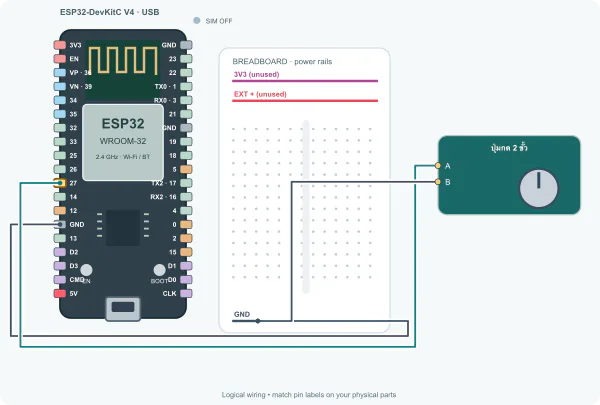 ESP32-DevKitC V4 · USB
SIM OFF
3V3
EN
VP · 36
VN · 39
34
35
32
33
25
26
27
14
12
GND
13
D2
D3
CMD
5V
GND
23
22
TX0 · 1
RX0 · 3
21
GND
19
18
5
TX2 · 17
RX2 · 16
4
0
2
15
D1
D0
CLK
ESP32
WROOM-32
2.4 GHz · Wi-Fi / BT
EN
BOOT
BREADBOARD · power rails
3V3 (unused)
EXT + (unused)
GND
ปุ่มกด 2 ขั้ว
A
B
Logical wiring • match pin labels on your physical parts